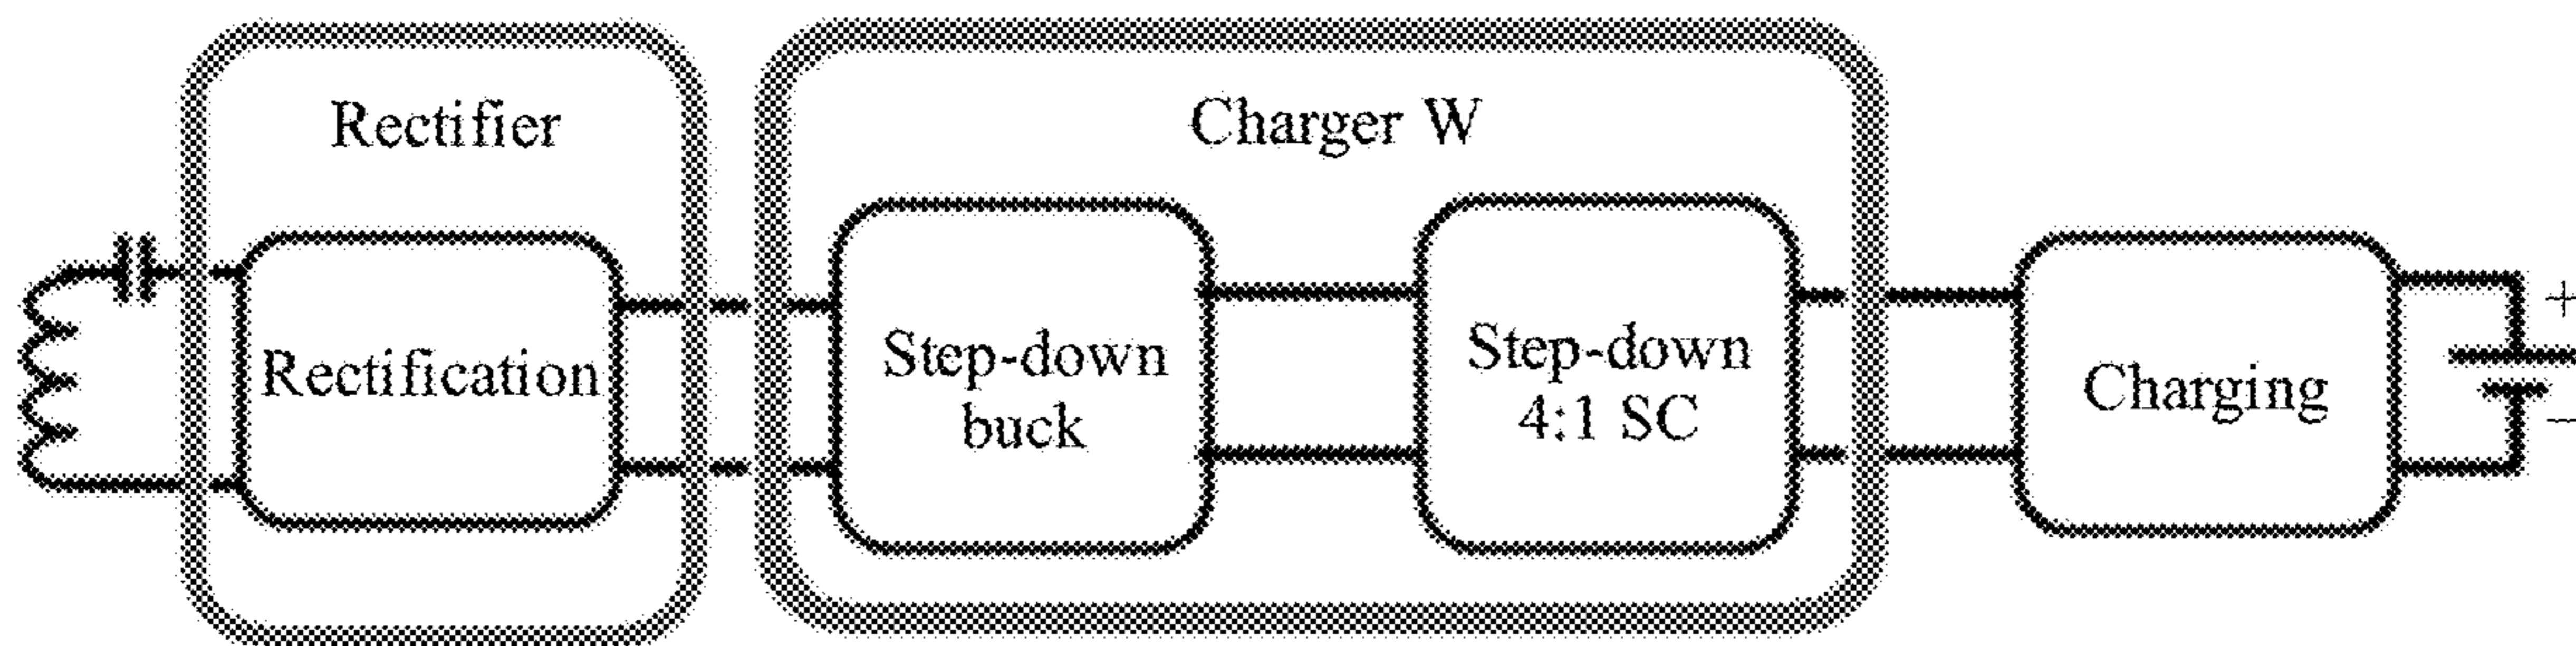 Rectifier
Charger W
Rectification
Step-down
buck
Step-down
4:1 SC
Charging
+
−